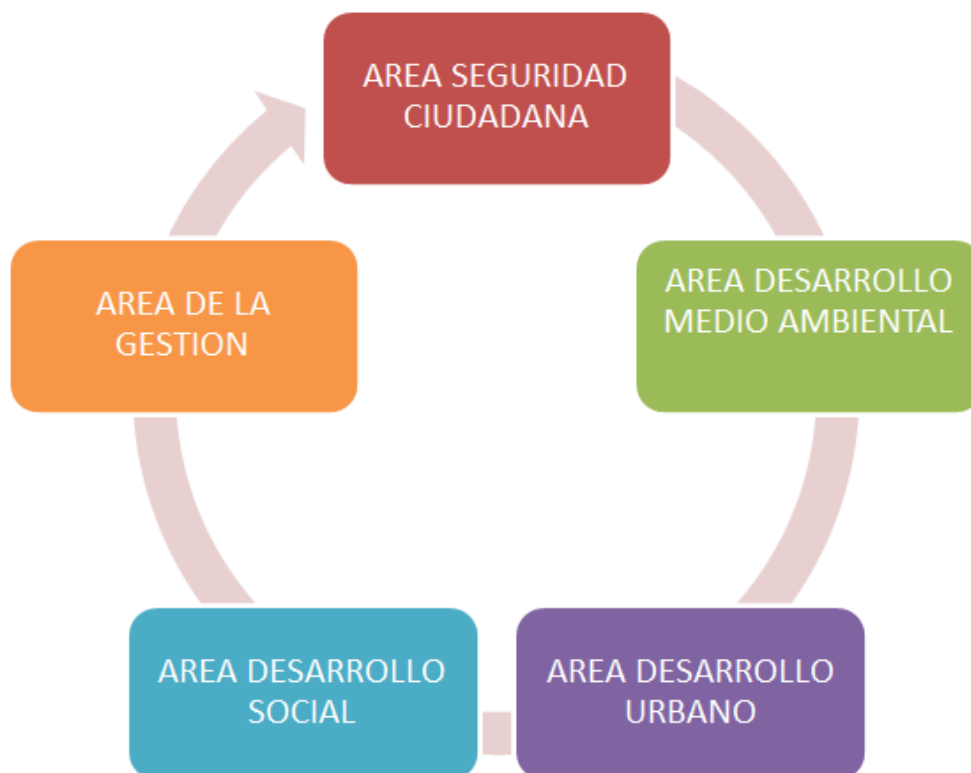 AREA SEGURIDAD
CIUDADANA
AREA DESARROLLO
MEDIO AMBIENTAL
AREA DESARROLLO
URBANO
AREA DESARROLLO
SOCIAL
AREA DE LA
GESTION